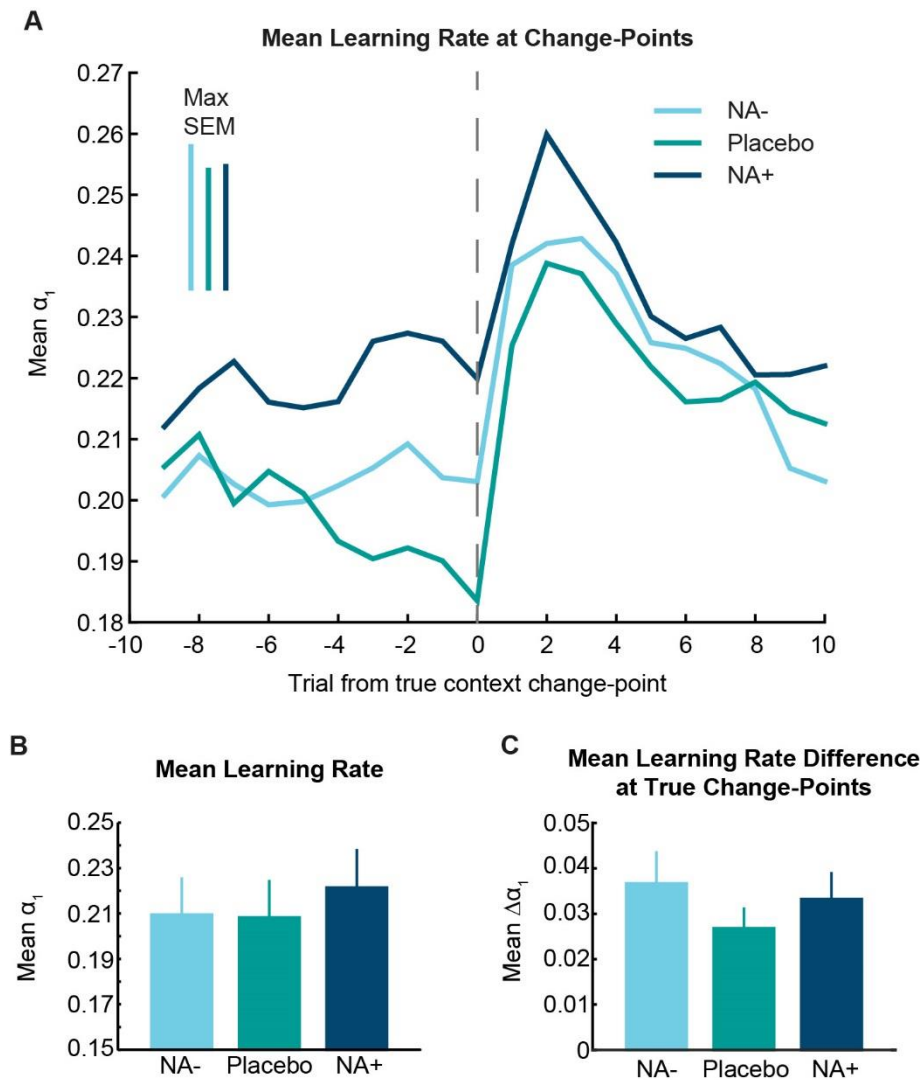 A
Mean Learning Rate at Change-Points
Max
SEM
NA-
Placebo
NA+
Mean α₁
0.27
0.26
0.25
0.24
0.23
0.22
0.21
0.20
0.19
0.18
-10 -8 -6 -4 -2 0 2 4 6 8 10
Trial from true context change-point
B
Mean Learning Rate
Mean α₁
0.25
0.23
0.21
0.19
0.17
0.15
NA- Placebo NA+
C
Mean Learning Rate Difference
at True Change-Points
Mean Δα₁
0.05
0.04
0.03
0.02
0.01
0
NA- Placebo NA+